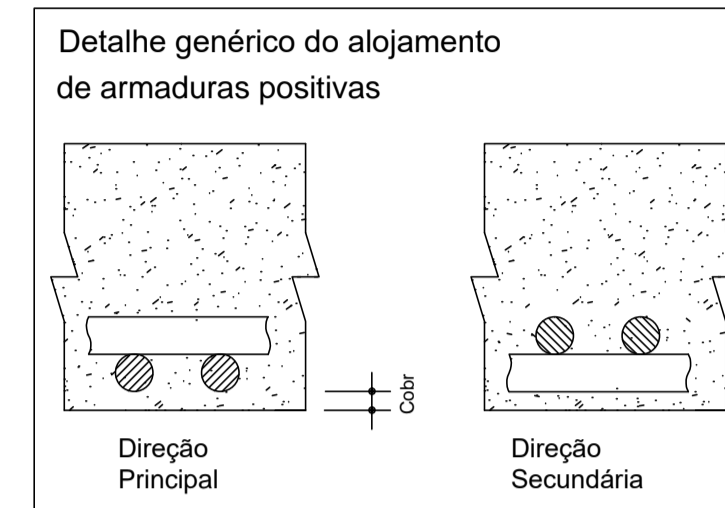 Detalhe genérico do alojamento
de armaduras positivas
Cobr
Direção
Principal
Direção
Secundária